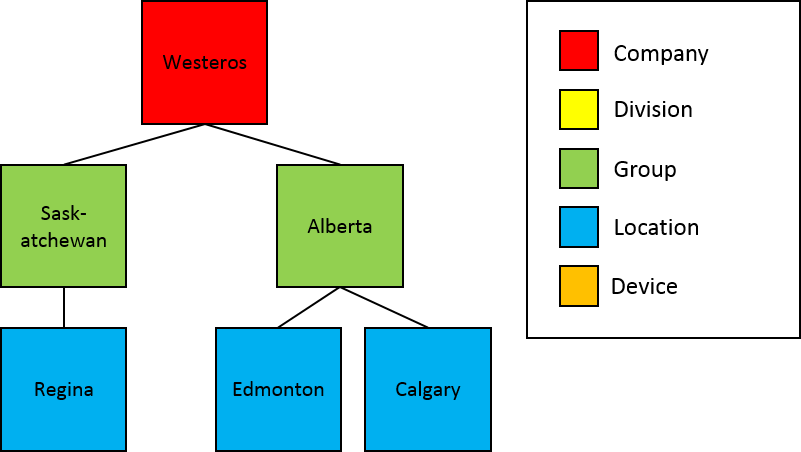 Westeros
Sask-
atchewan
Alberta
Regina
Edmonton
Calgary
Company
Division
Group
Location
Device